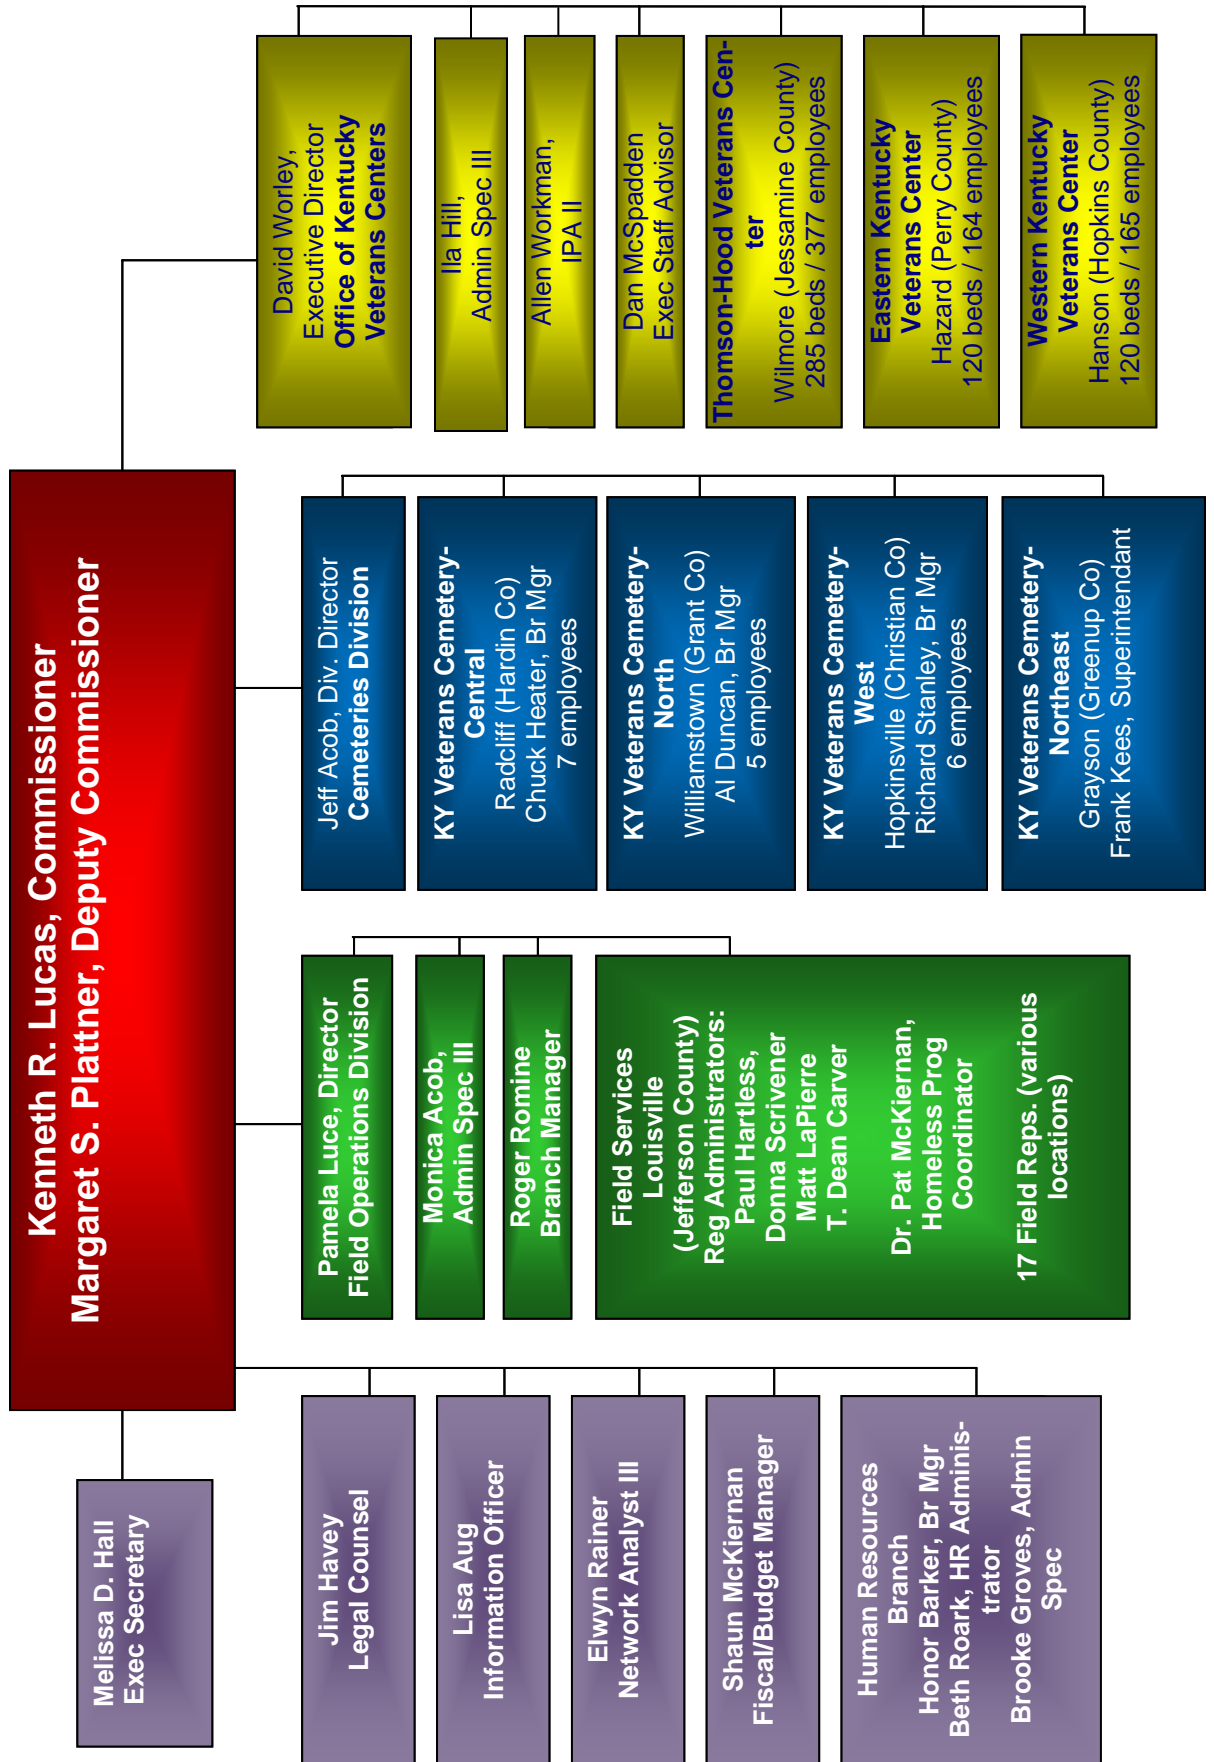 Kenneth R. Lucas, Commissioner
Margaret S. Plattner, Deputy Commissioner
Melissa D. Hall
Exec Secretary
Jim Havey
Legal Counsel
Lisa Aug
Information Officer
Elwyn Rainer
Network Analyst III
Shaun McKiernan
Fiscal/Budget Manager
Human Resources
Branch
Honor Barker, Br Mgr
Beth Roark, HR Adminis-
trator
Brooke Groves, Admin
Spec
Pamela Luce, Director
Field Operations Division
Monica Acob,
Admin Spec III
Roger Romine
Branch Manager
Field Services
Louisville
(Jefferson County)
Reg Administrators:
Paul Hartless,
Donna Scrivener
Matt LaPierre
T. Dean Carver
Dr. Pat McKiernan,
Homeless Prog
Coordinator
17 Field Reps. (various
locations)
Jeff Acob, Div. Director
Cemeteries Division
KY Veterans Cemetery-
Central
Radcliff (Hardin Co)
Chuck Heater, Br Mgr
7 employees
KY Veterans Cemetery-
North
Williamstown (Grant Co)
Al Duncan, Br Mgr
5 employees
KY Veterans Cemetery-
West
Hopkinsville (Christian Co)
Richard Stanley, Br Mgr
6 employees
KY Veterans Cemetery-
Northeast
Grayson (Greenup Co)
Frank Kees, Superintendant
David Worley,
Executive Director
Office of Kentucky
Veterans Centers
Ila Hill,
Admin Spec III
Allen Workman,
IPA II
Dan McSpadden
Exec Staff Advisor
Thomson-Hood Veterans Cen-
ter
Wilmore (Jessamine County)
285 beds / 377 employees
Eastern Kentucky
Veterans Center
Hazard (Perry County)
120 beds / 164 employees
Western Kentucky
Veterans Center
Hanson (Hopkins County)
120 beds / 165 employees